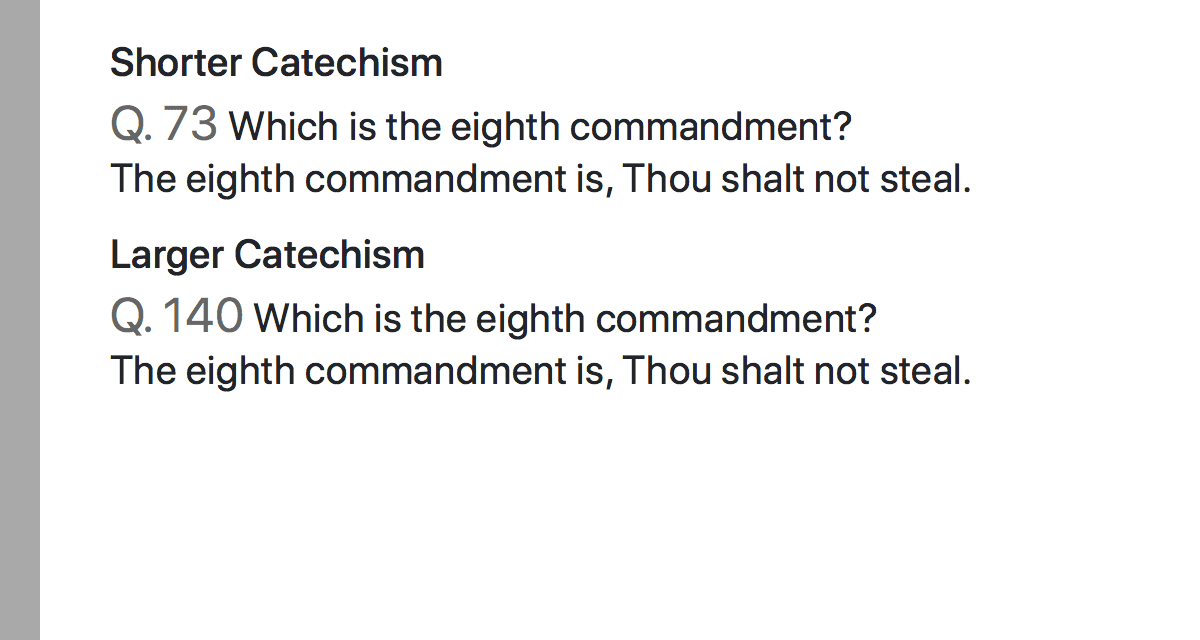 Shorter Catechism
Q. 73 Which is the eighth commandment?
The eighth commandment is, Thou shalt not steal.
Larger Catechism
Q. 140 Which is the eighth commandment?
The eighth commandment is, Thou shalt not steal.